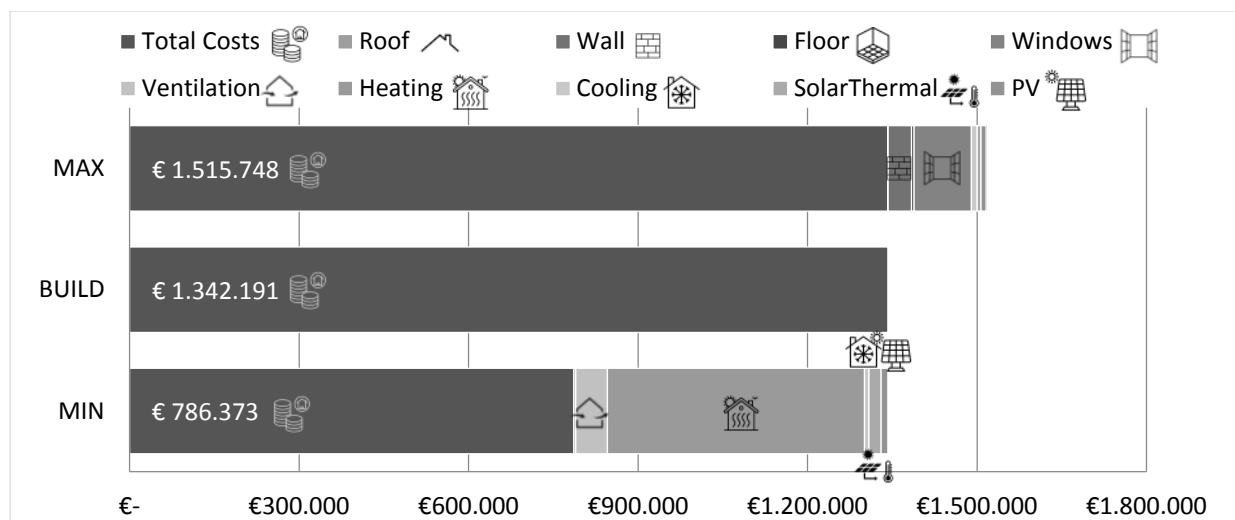 Total Costs Roof Wall Floor Windows
Ventilation Heating Cooling SolarThermal PV
MAX € 1.515.748
BUILD € 1.342.191
MIN € 786.373
€- €300.000 €600.000 €900.000 €1.200.000 €1.500.000 €1.800.000